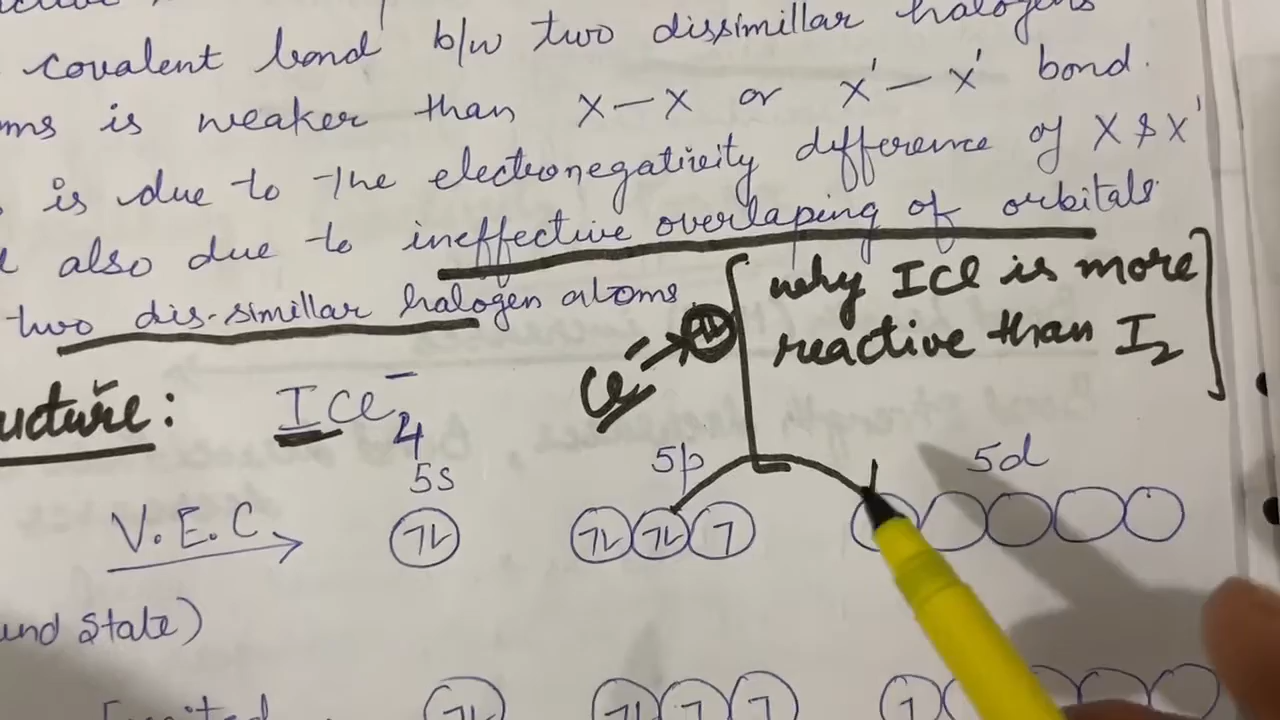 covalent bond b/w two dissimillar halogens
ms is weaker than X—X or X'—X' bond.
is due to the electronegativity difference of X & X'
also due to ineffective overlaping of orbitals
two dis-simillar halogen atoms.
[why ICl is more
reactive than I2]
Cl
ucture: ICl4-
5s 5p 5d
V.E.C
und State)